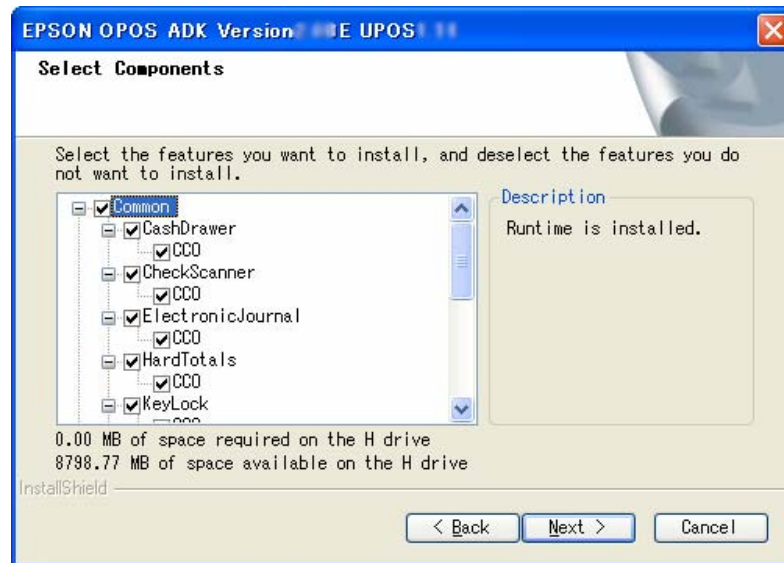 EPSON OPOS ADK Version E UPOS
Select Components
Select the features you want to install, and deselect the features you do
not want to install.
Common
CashDrawer
CCO
CheckScanner
CCO
ElectronicJournal
CCO
HardTotals
CCO
KeyLock
Description
Runtime is installed.
0.00 MB of space required on the H drive
8798.77 MB of space available on the H drive
InstallShield
< Back
Next >
Cancel